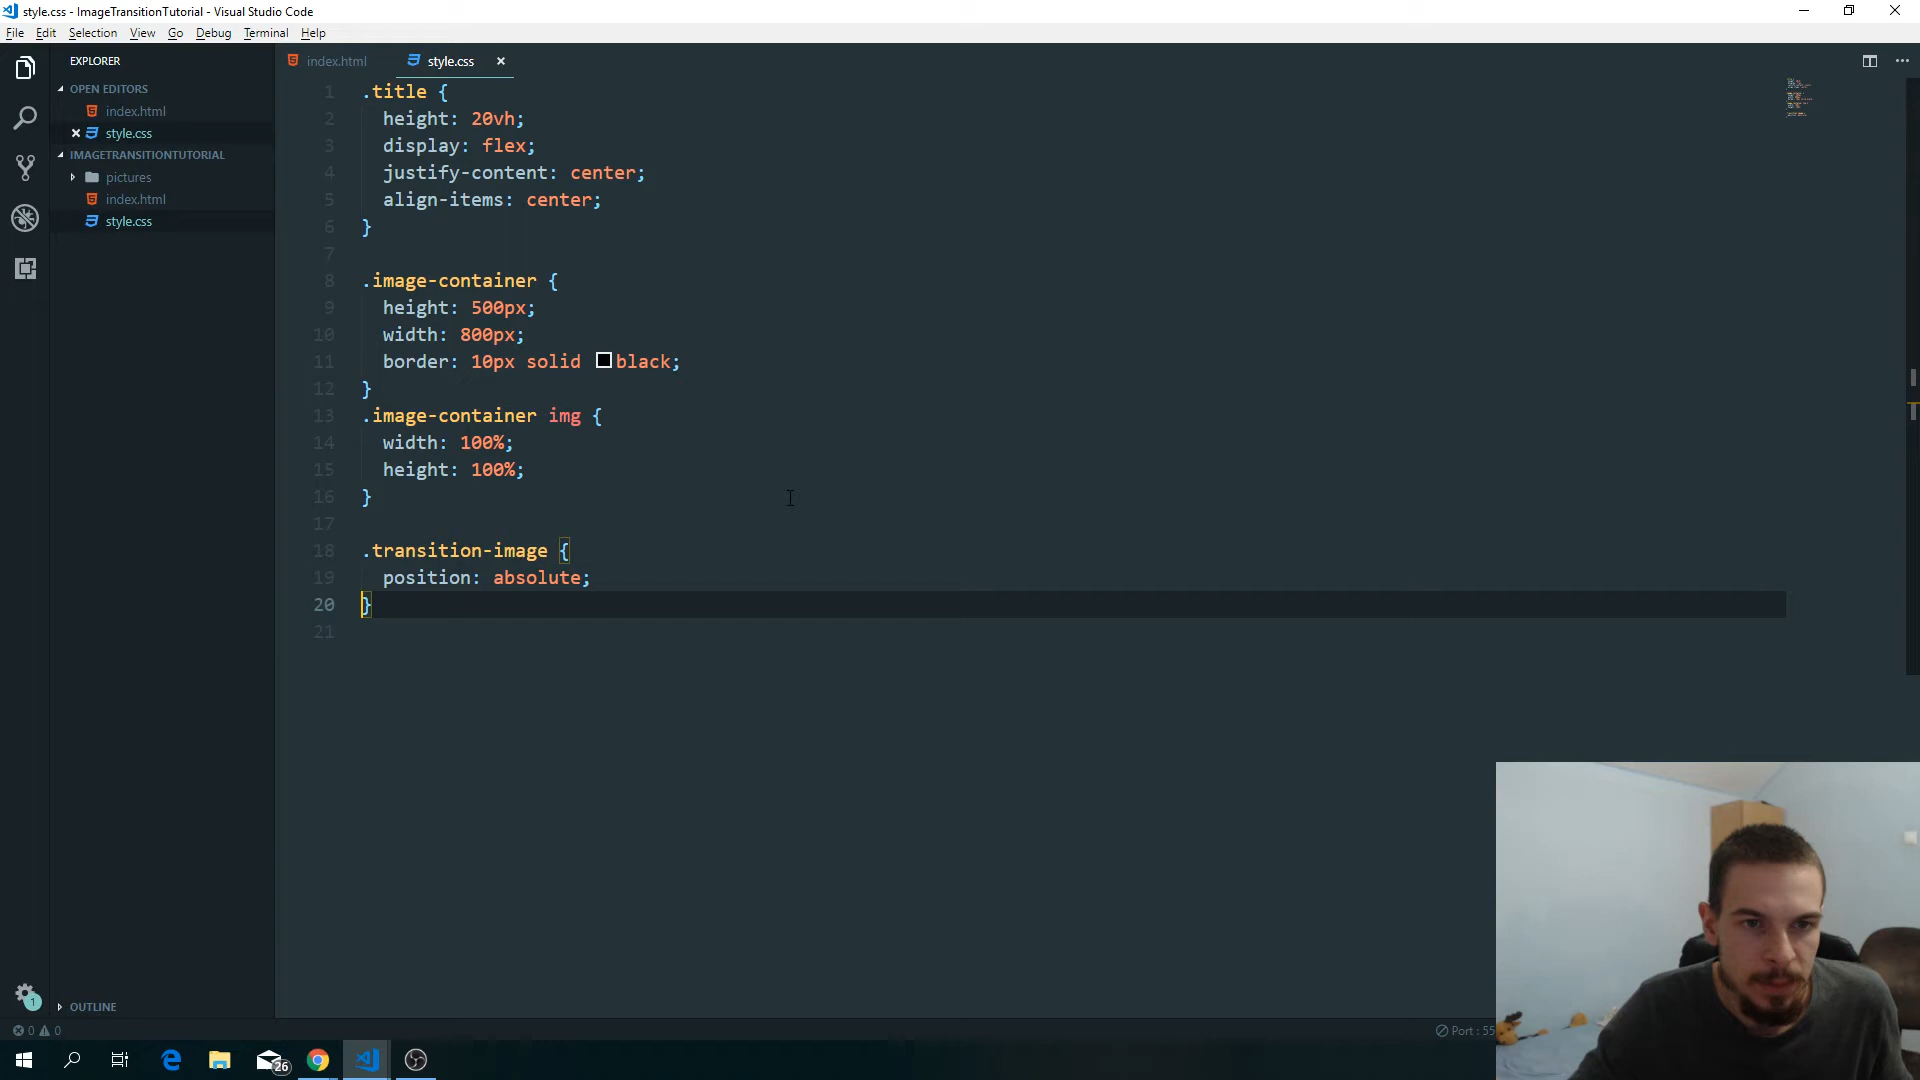 style.css - ImageTransitionTutorial - Visual Studio Code
File Edit Selection View Go Debug Terminal Help
EXPLORER
OPEN EDITORS
index.html
style.css
IMAGETRANSITIONTUTORIAL
pictures
index.html
style.css
OUTLINE
index.html style.css
1 .title {
2 height: 20vh;
3 display: flex;
4 justify-content: center;
5 align-items: center;
6 }
7
8 .image-container {
9 height: 500px;
10 width: 800px;
11 border: 10px solid black;
12 }
13 .image-container img {
14 width: 100%;
15 height: 100%;
16 }
17
18 .transition-image {
19 position: absolute;
20 }
21
1
0 0
Port : 55
26